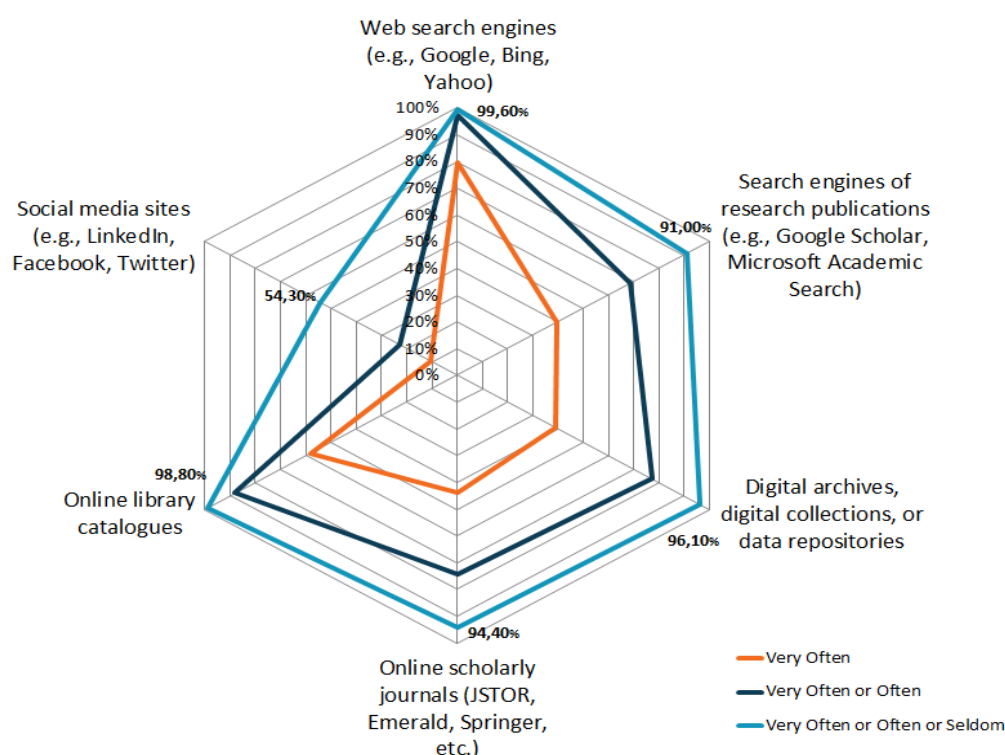 Web search engines
(e.g., Google, Bing,
Yahoo)
100%
99,60%
90%
80%
70%
60%
50%
40%
30%
20%
10%
0%
Search engines of
research publications
(e.g., Google Scholar,
Microsoft Academic
Search)
91,00%
Social media sites
(e.g., LinkedIn,
Facebook, Twitter)
54,30%
98,80%
Online library
catalogues
Digital archives,
digital collections, or
data repositories
96,10%
94,40%
Online scholarly
journals (JSTOR,
Emerald, Springer,
etc.)
Very Often
Very Often or Often
Very Often or Often or Seldom